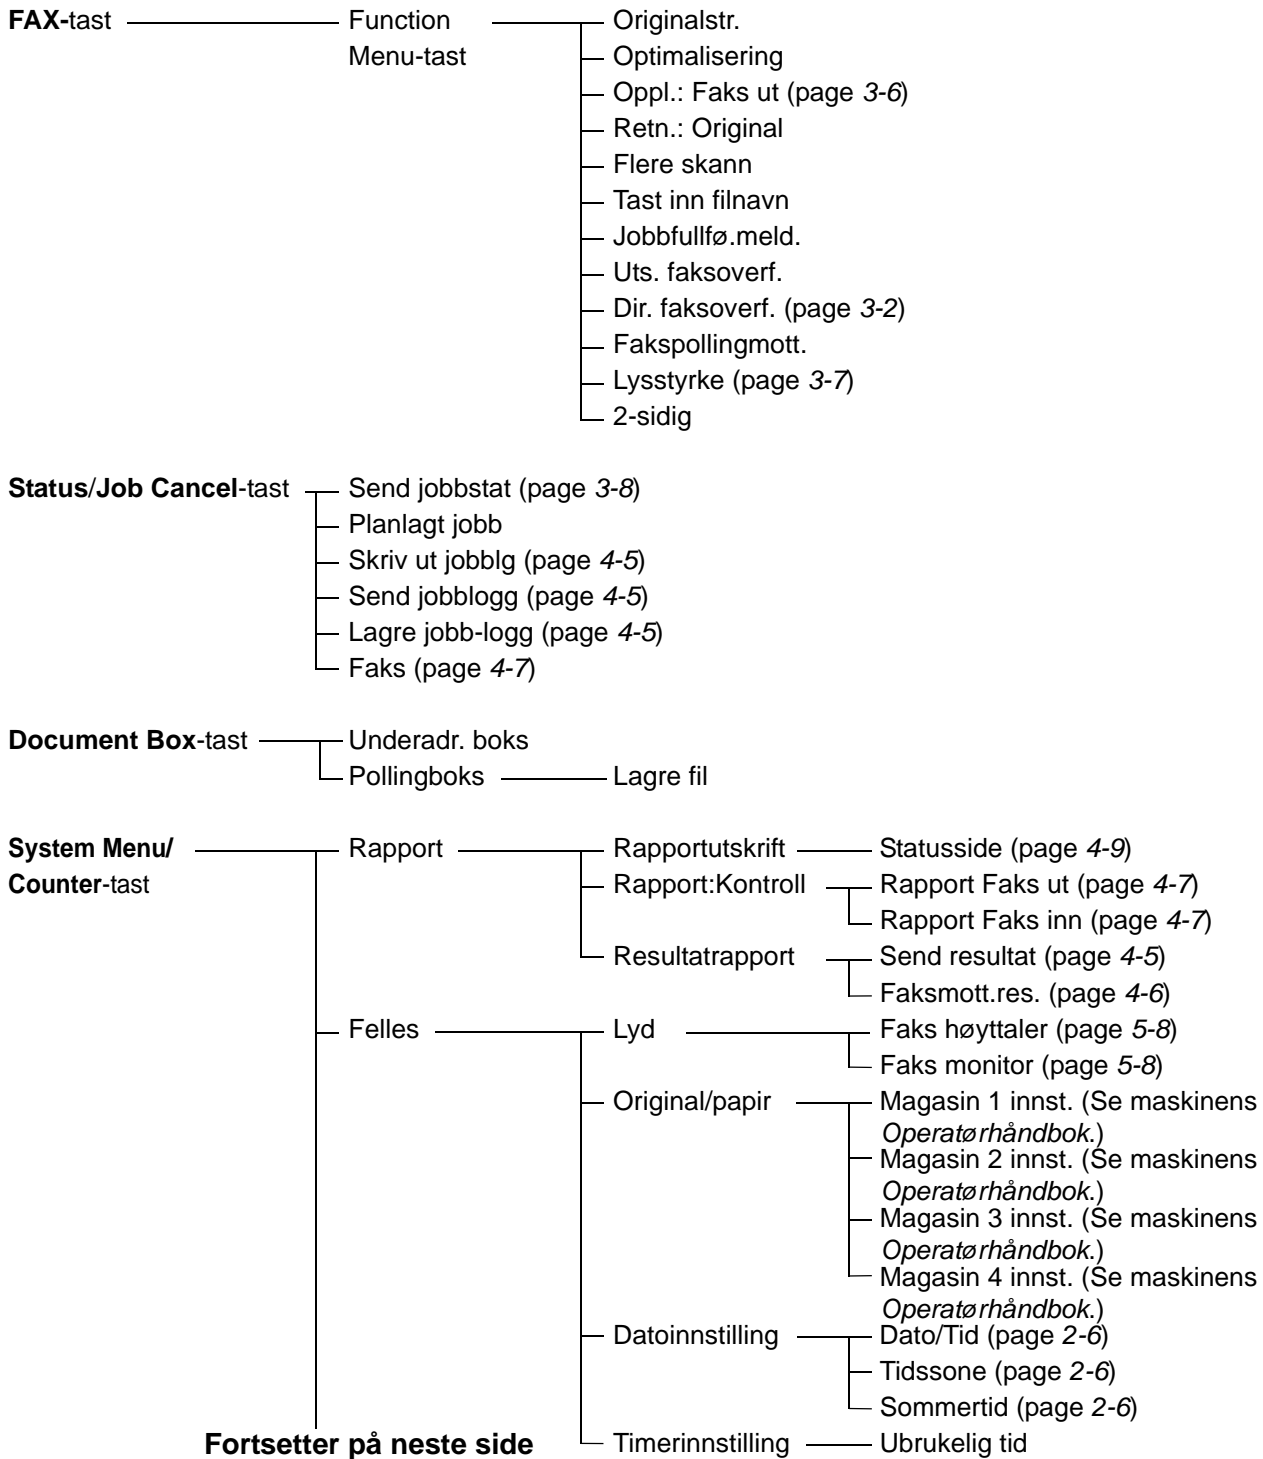 FAX-tast Function Originalstr.
Menu-tast Optimalisering
Oppl.: Faks ut (page 3-6)
Retn.: Original
Flere skann
Tast inn filnavn
Jobbfullfø.meld.
Uts. faksoverf.
Dir. faksoverf. (page 3-2)
Fakspollingmott.
Lysstyrke (page 3-7)
2-sidig
Status/Job Cancel-tast Send jobbstat (page 3-8)
Planlagt jobb
Skriv ut jobblg (page 4-5)
Send jobblogg (page 4-5)
Lagre jobb-logg (page 4-5)
Faks (page 4-7)
Document Box-tast Underadr. boks
Pollingboks Lagre fil
System Menu/ Rapport Rapportutskrift Statusside (page 4-9)
Counter-tast Rapport:Kontroll Rapport Faks ut (page 4-7)
Rapport Faks inn (page 4-7)
Resultatrapport Send resultat (page 4-5)
Faksmott.res. (page 4-6)
Felles Lyd Faks høyttaler (page 5-8)
Faks monitor (page 5-8)
Original/papir Magasin 1 innst. (Se maskinens
Operatørhåndbok.)
Magasin 2 innst. (Se maskinens
Operatørhåndbok.)
Magasin 3 innst. (Se maskinens
Operatørhåndbok.)
Magasin 4 innst. (Se maskinens
Operatørhåndbok.)
Datoinnstilling Dato/Tid (page 2-6)
Tidssone (page 2-6)
Sommertid (page 2-6)
Fortsetter på neste side Timerinnstilling Ubrukelig tid